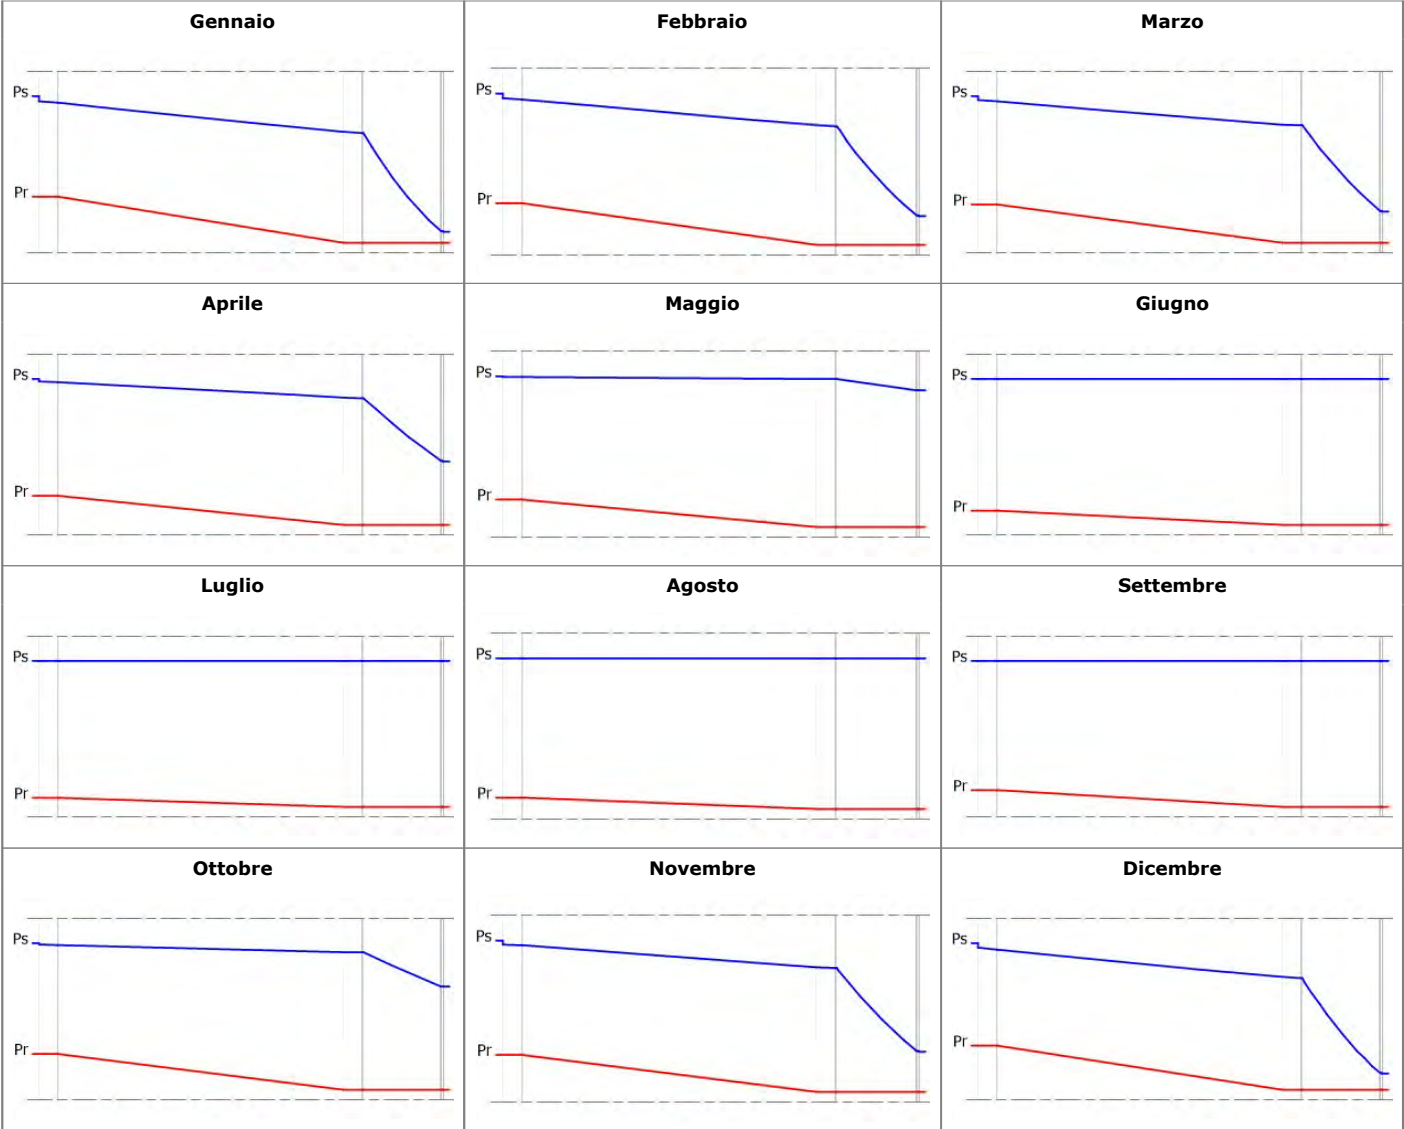 Gennaio
Febbraio
Marzo
Ps
Pr
Ps
Pr
Ps
Pr
Aprile
Maggio
Giugno
Ps
Pr
Ps
Pr
Ps
Pr
Luglio
Agosto
Settembre
Ps
Pr
Ps
Pr
Ps
Pr
Ottobre
Novembre
Dicembre
Ps
Pr
Ps
Pr
Ps
Pr